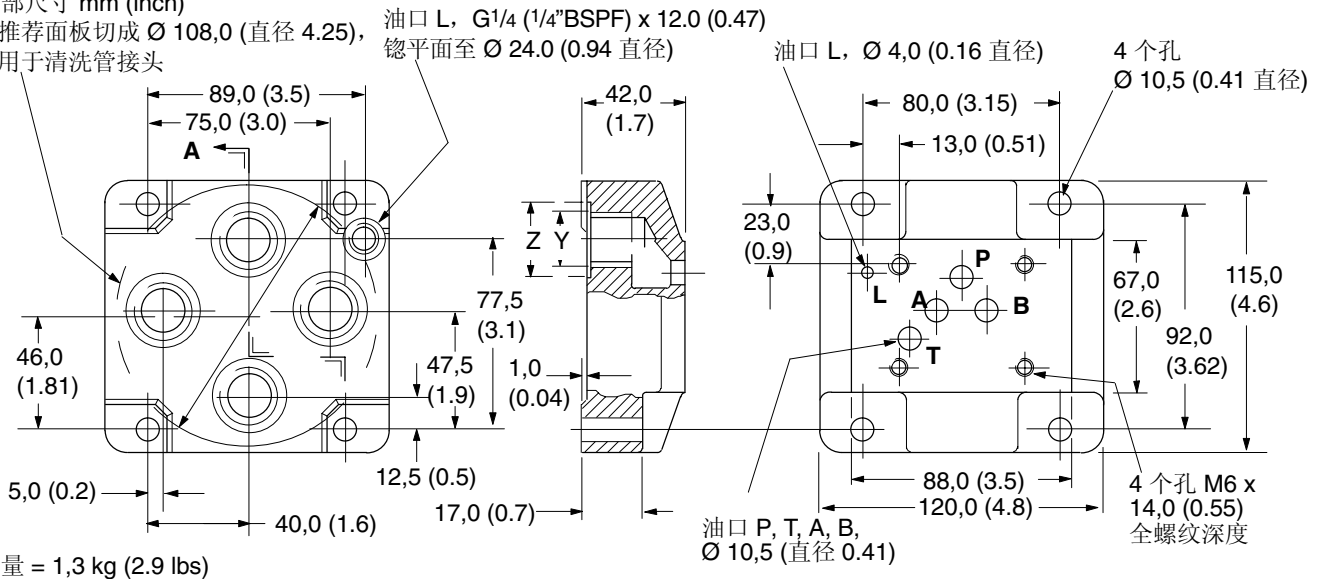 部尺寸 mm (inch)
推荐面板切成 Ø 108,0 (直径 4.25),
用于清洗管接头
油口 L, G1/4 (1/4”BSPF) x 12.0 (0.47)
锪平面至 Ø 24.0 (0.94 直径)
油口 L, Ø 4,0 (0.16 直径)
4 个孔
Ø 10,5 (0.41 直径)
89,0 (3.5)
75,0 (3.0)
A
42,0
(1.7)
80,0 (3.15)
13,0 (0.51)
Z
Y
23,0
(0.9)
P
L
A
B
T
67,0
(2.6)
115,0
(4.6)
92,0
(3.62)
77,5
(3.1)
46,0
(1.81)
47,5
(1.9)
1,0
(0.04)
12,5 (0.5)
5,0 (0.2)
40,0 (1.6)
17,0 (0.7)
88,0 (3.5)
120,0 (4.8)
4 个孔 M6 x
14,0 (0.55)
全螺纹深度
油口 P, T, A, B,
Ø 10,5 (直径 0.41)
量 = 1,3 kg (2.9 lbs)